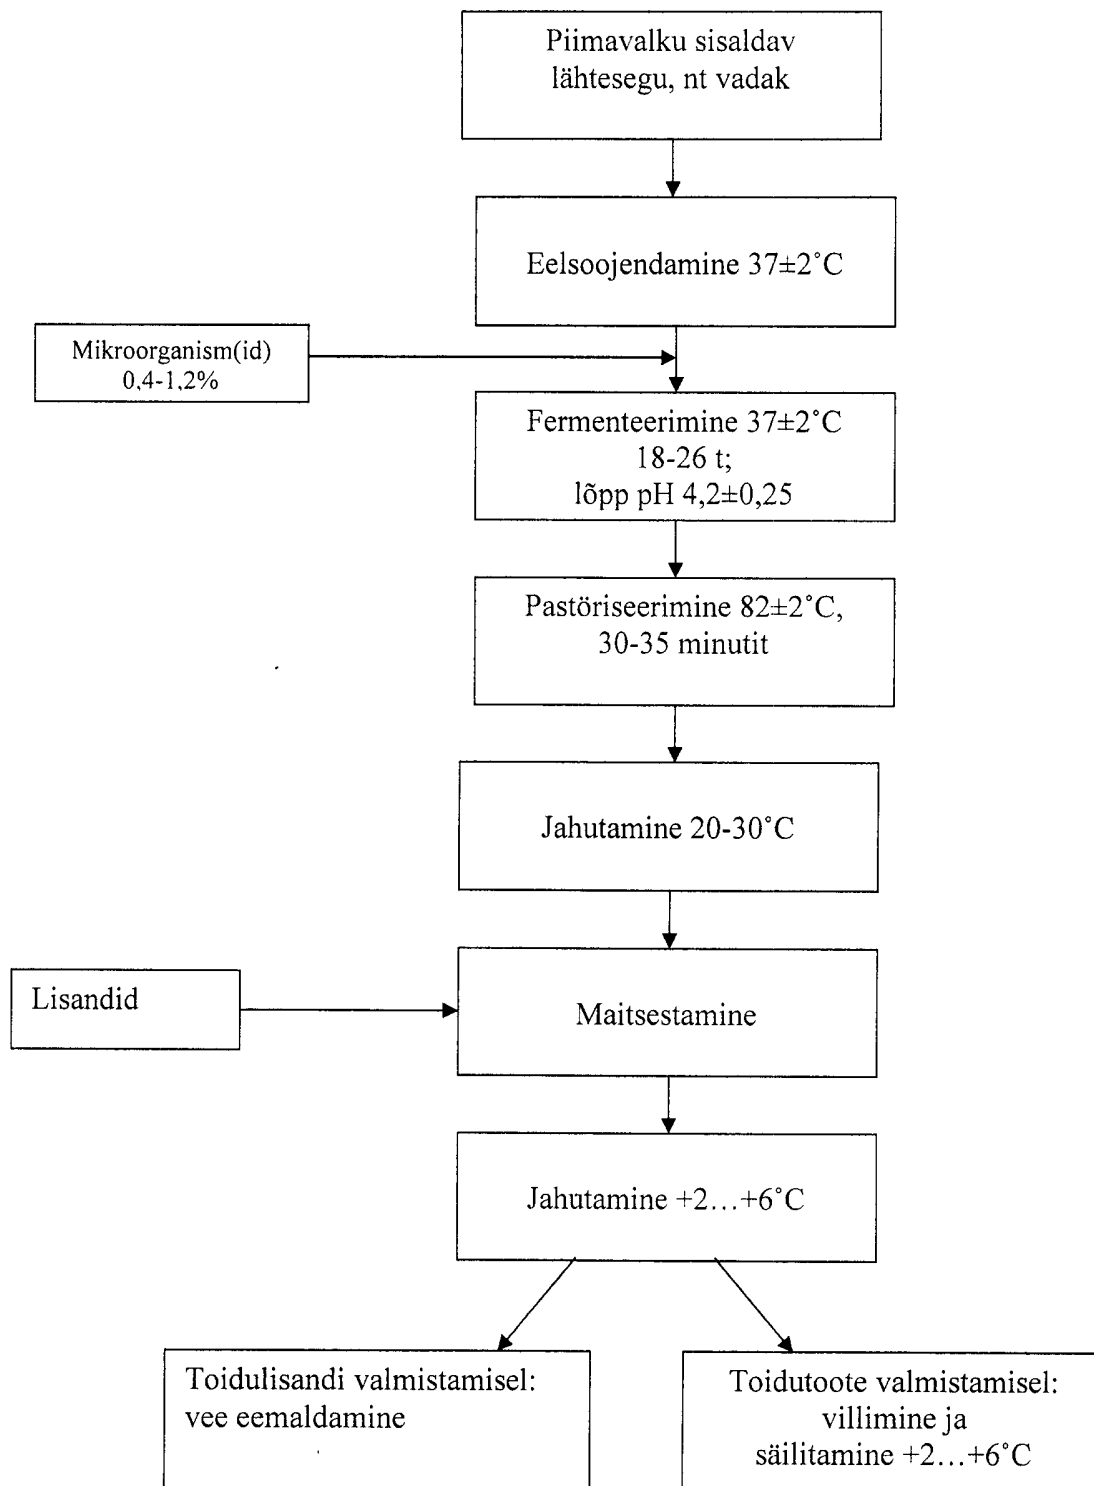 Piimavalku sisaldav
lähtesegu, nt vadak
Eelsoojendamine 37±2˚C
Mikroorganism(id)
0,4-1,2%
Fermenteerimine 37±2˚C
18-26 t;
lõpp pH 4,2±0,25
Pastöriseerimine 82±2˚C,
30-35 minutit
Jahutamine 20-30˚C
Lisandid
Maitsestamine
Jahutamine +2…+6˚C
Toidulisandi valmistamisel:
vee eemaldamine
Toidutoote valmistamisel:
villimine ja
säilitamine +2…+6˚C